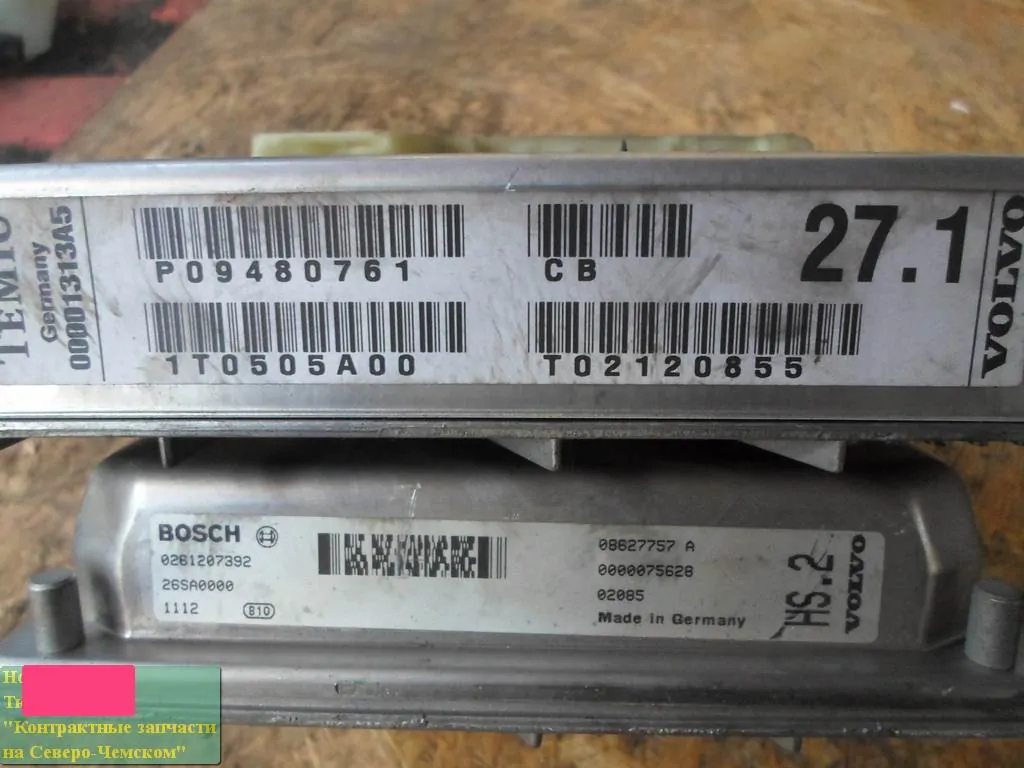 TEMIC
Germany
00001313A5
P09480761
CB
27.1
1T0505A00
T02120855
VOLVO
BOSCH
0261207392
26SA0000
1112
810
08627757 A
0000075628
02085
Made in Germany
HS.2
VOLVO
"Контрактные запчасти
на Северо-Чемском"